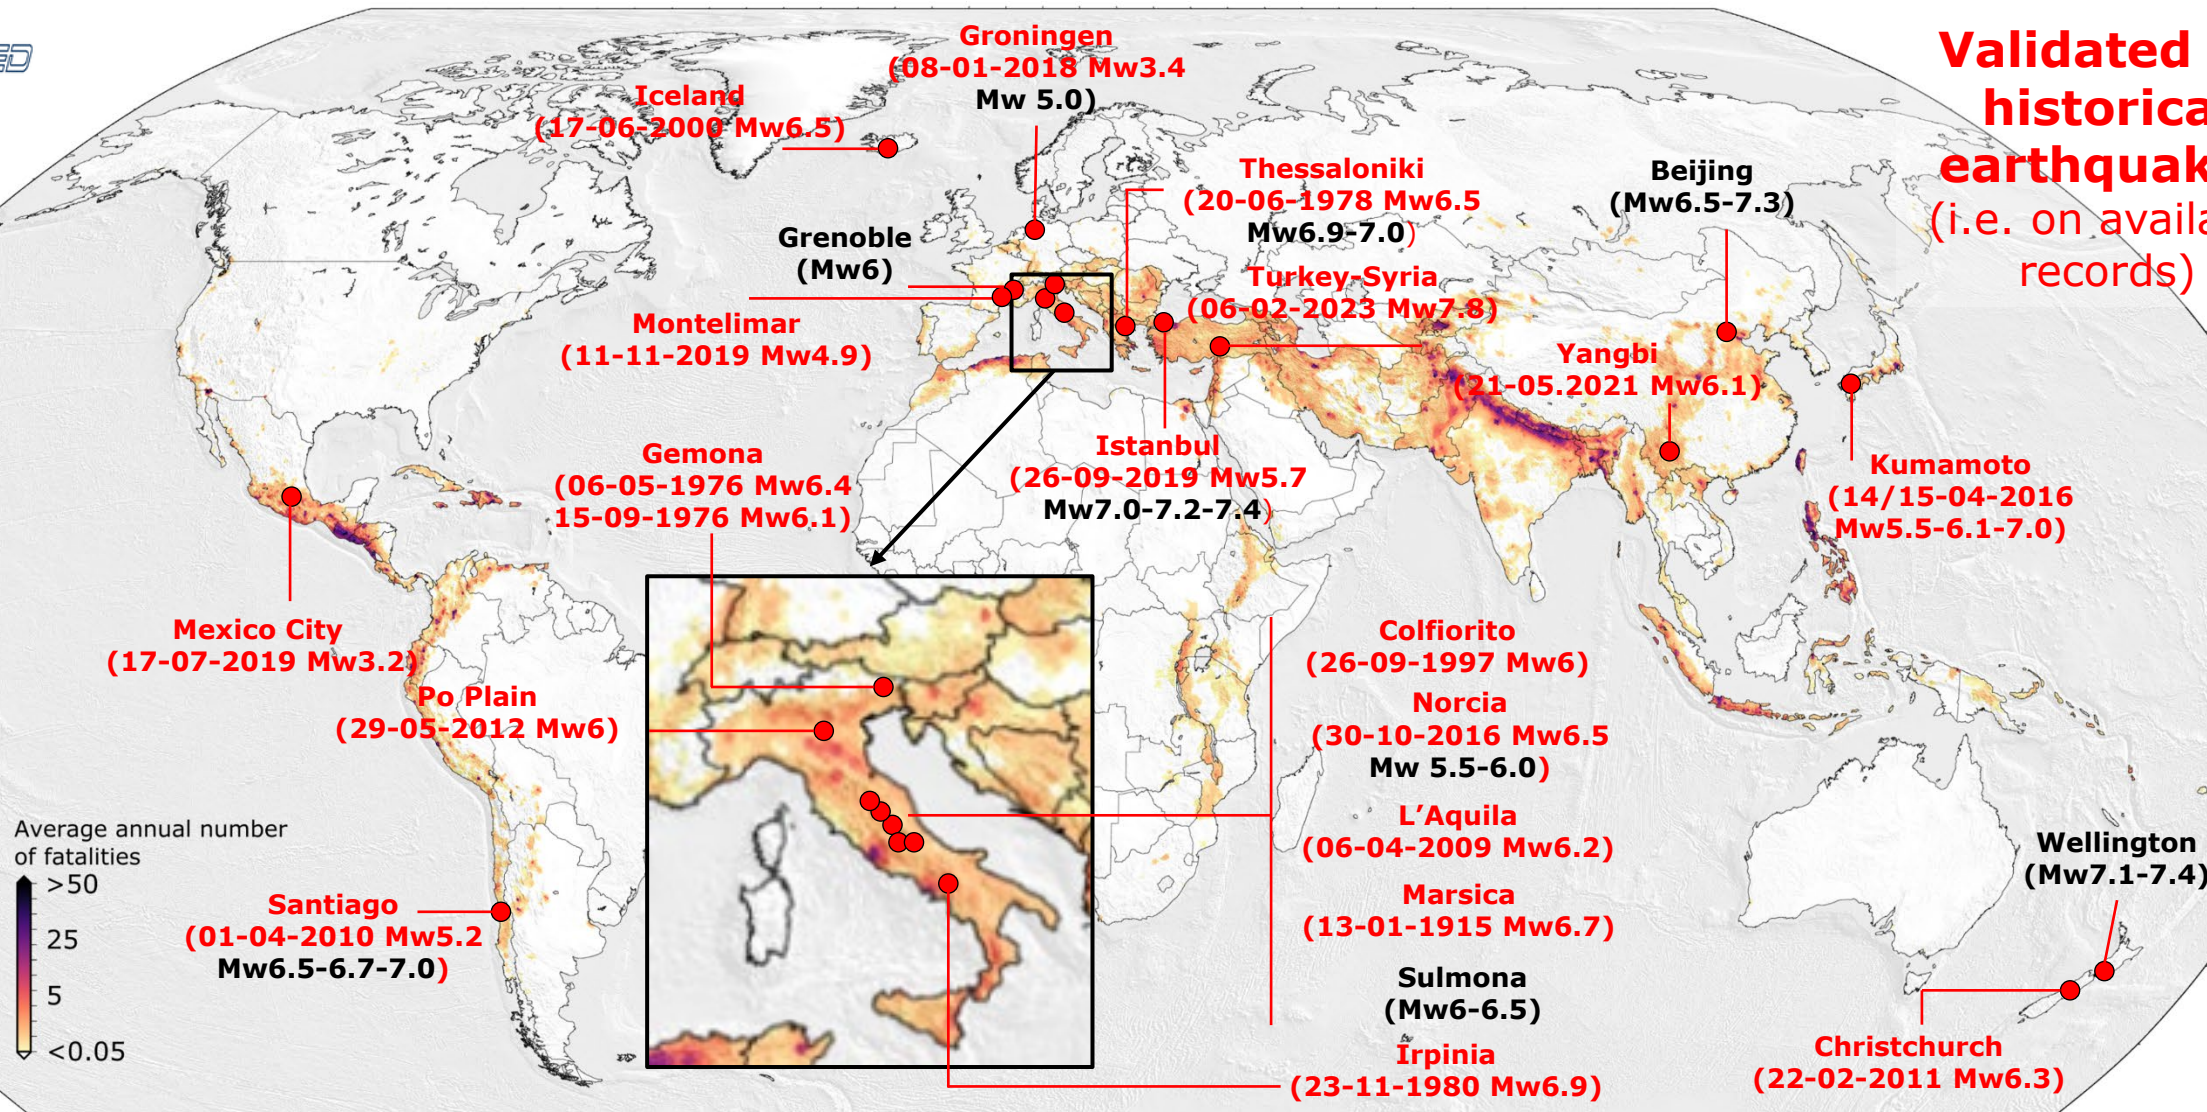 Validated
historica
earthquak
(i.e. on availa
records)
Groningen
(08-01-2018 Mw3.4
Mw 5.0)
Iceland
(17-06-2000 Mw6.5)
Thessaloniki
(20-06-1978 Mw6.5
Mw6.9-7.0)
Beijing
(Mw6.5-7.3)
Grenoble
(Mw6)
Turkey-Syria
(06-02-2023 Mw7.8)
Montelimar
(11-11-2019 Mw4.9)
Yangbi
(21-05.2021 Mw6.1)
Gemona
(06-05-1976 Mw6.4
15-09-1976 Mw6.1)
Istanbul
(26-09-2019 Mw5.7
Mw7.0-7.2-7.4)
Kumamoto
(14/15-04-2016
Mw5.5-6.1-7.0)
Mexico City
(17-07-2019 Mw3.2)
Po Plain
(29-05-2012 Mw6)
Colfiorito
(26-09-1997 Mw6)
Norcia
(30-10-2016 Mw6.5
Mw 5.5-6.0)
L’Aquila
(06-04-2009 Mw6.2)
Marsica
(13-01-1915 Mw6.7)
Sulmona
(Mw6-6.5)
Irpinia
(23-11-1980 Mw6.9)
Wellington
(Mw7.1-7.4)
Christchurch
(22-02-2011 Mw6.3)
Santiago
(01-04-2010 Mw5.2
Mw6.5-6.7-7.0)
Average annual number
of fatalities
>50
25
5
<0.05